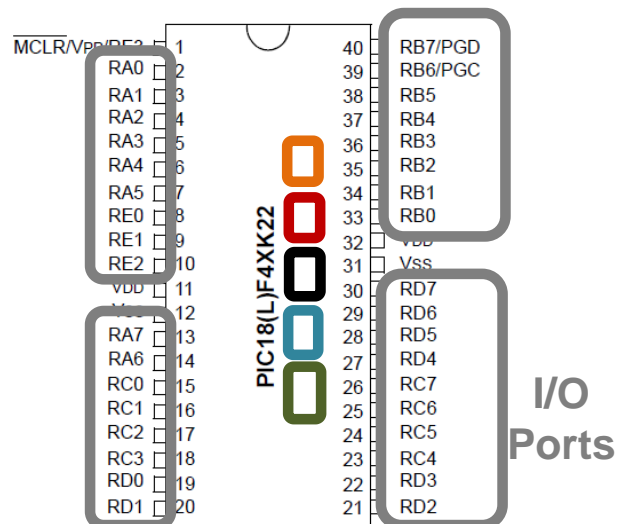 MCLR/VPP/RE3 1
RA0 2
RA1 3
RA2 4
RA3 5
RA4 6
RA5 7
RE0 8
RE1 9
RE2 10
VDD 11
VSS 12
RA7 13
RA6 14
RC0 15
RC1 16
RC2 17
RC3 18
RD0 19
RD1 20
PIC18(L)F4XK22
40 RB7/PGD
39 RB6/PGC
38 RB5
37 RB4
36 RB3
35 RB2
34 RB1
33 RB0
32 VDD
31 VSS
30 RD7
29 RD6
28 RD5
27 RD4
26 RC7
25 RC6
24 RC5
23 RC4
22 RD3
21 RD2
I/O
Ports